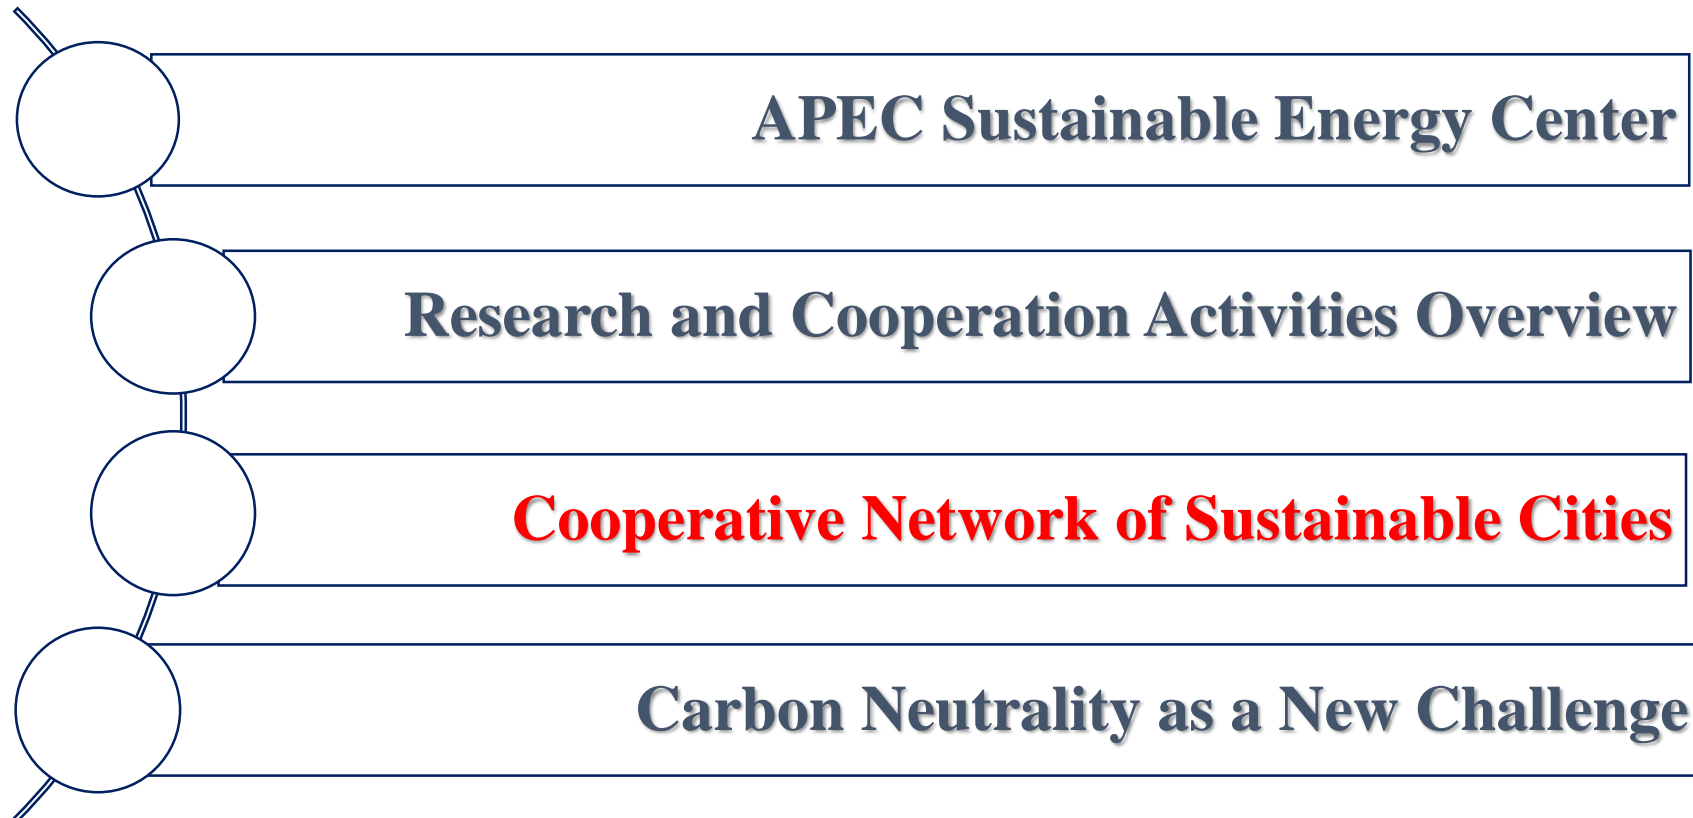 APEC Sustainable Energy Center
Research and Cooperation Activities Overview
Cooperative Network of Sustainable Cities
Carbon Neutrality as a New Challenge